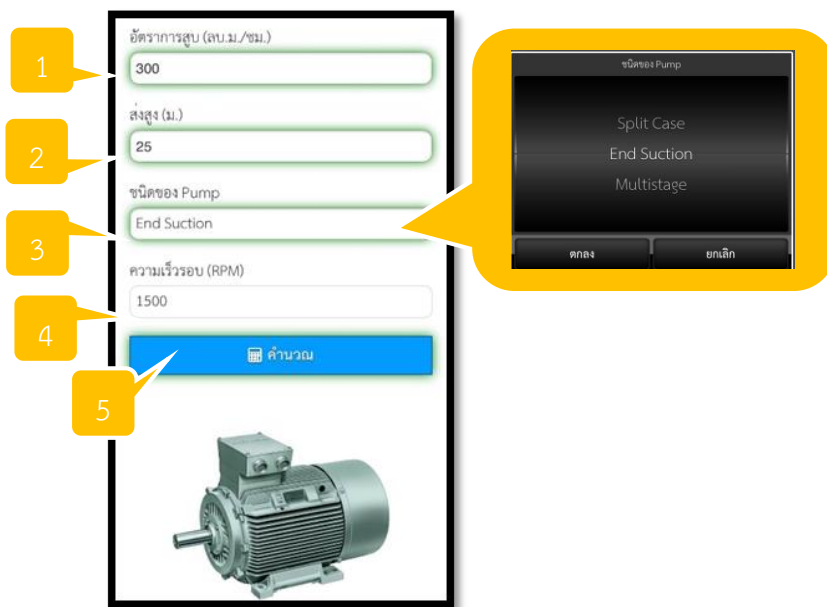 1
อัตราการสูบ (ลบ.ม./ชม.)
300
2
ส่งสูง (ม.)
25
3
ชนิดของ Pump
End Suction
4
ความเร็วรอบ (RPM)
1500
5
คำนวณ
ชนิดของ Pump
Split Case
End Suction
Multistage
ตกลง ยกเลิก